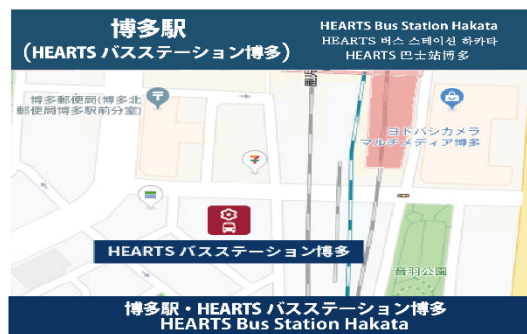 博多駅
(HEARTS バスステーション博多)
HEARTS Bus Station Hakata
HEARTS 버스 스테이션 하카타
HEARTS 巴士站博多
博多郵便局(博多北
郵便局博多駅前分室)
ヨドバシカメラ
マルチメディア博多
7
HEARTS バスステーション博多
音羽公園
博多駅・HEARTS バスステーション博多
HEARTS Bus Station Hakata